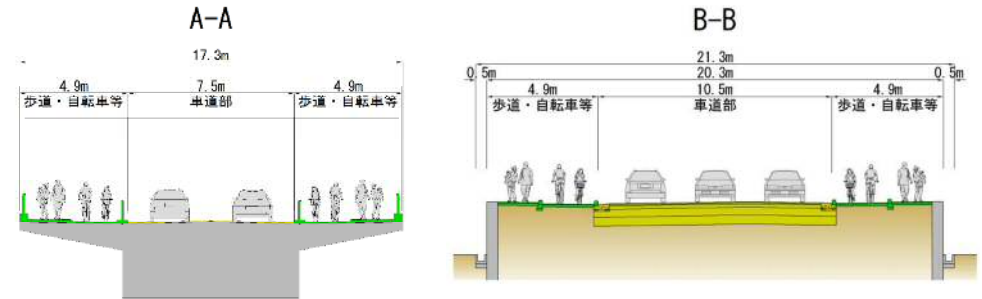 A-A
17.3m
4.9m 7.5m 4.9m
歩道・自転車等 車道部 歩道・自転車等
B-B
21.3m
0.5m 20.3m 0.5m
4.9m 10.5m 4.9m
歩道・自転車等 車道部 歩道・自転車等